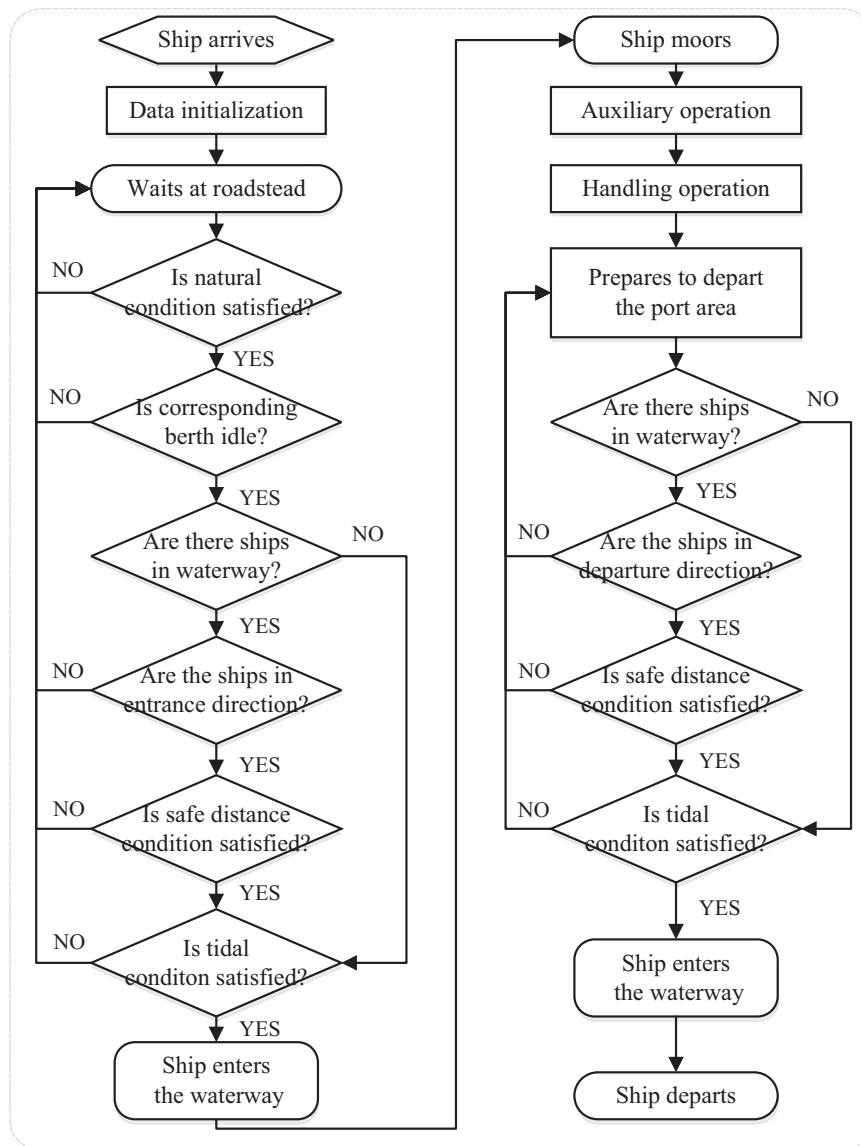 Ship arrives
Data initialization
Waits at roadstead
NO
Is natural
condition satisfied?
YES
NO
Is corresponding
berth idle?
YES
Are there ships
in waterway?
NO
YES
NO
Are the ships in
entrance direction?
YES
NO
Is safe distance
condition satisfied?
YES
NO
Is tidal
conditon satisfied?
YES
Ship enters
the waterway
Ship moors
Auxiliary operation
Handling operation
Prepares to depart
the port area
Are there ships
in waterway?
NO
YES
NO
Are the ships in
departure direction?
YES
NO
Is safe distance
condition satisfied?
YES
NO
Is tidal
conditon satisfied?
YES
Ship enters
the waterway
Ship departs